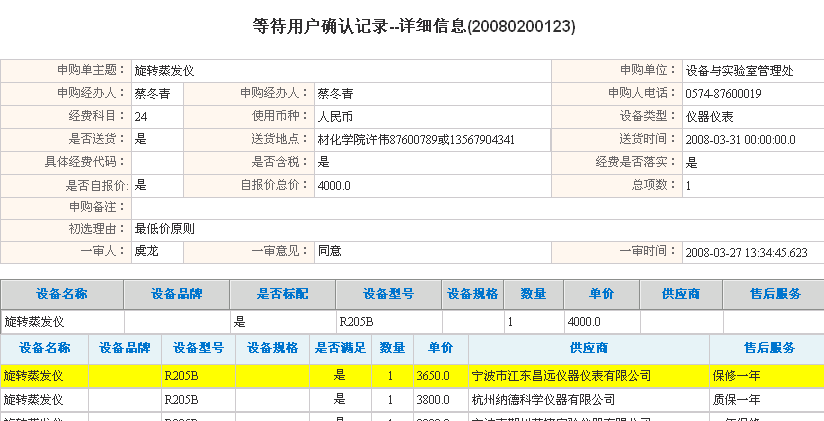 等待用户确认记录--详细信息(20080200123)
申购单主题： 旋转蒸发仪 申购单位： 设备与实验室管理处
申购经办人： 蔡冬害 申购经办人： 蔡冬害 申购人电话： 0574-87600019
经费科目： 24 使用币种： 人民币 设备类型： 仪器仪表
是否送货： 是 送货地点： 材化学院许伟87600789或13567904341 送货时间： 2008-03-31 00:00:00.0
具体经费代码： 是否含税： 是 经费是否落实： 是
是否自报价: 是 自报价总价： 4000.0 总项数： 1
申购备注：
初选理由： 最低价原则
一审人： 虞龙 一审意见： 同意 一审时间： 2008-03-27 13:34:45.623
设备名称 设备品牌 是否标配 设备型号 设备规格 数量 单价 供应商 售后服务
旋转蒸发仪 是 R205B 1 4000.0
设备名称 设备品牌 设备型号 设备规格 是否满足 数量 单价 供应商 售后服务
旋转蒸发仪 R205B 是 1 3650.0 宁波市江东昌远仪器仪表有限公司 保修一年
旋转蒸发仪 R205B 是 1 3800.0 杭州纳德科学仪器有限公司 质保一年